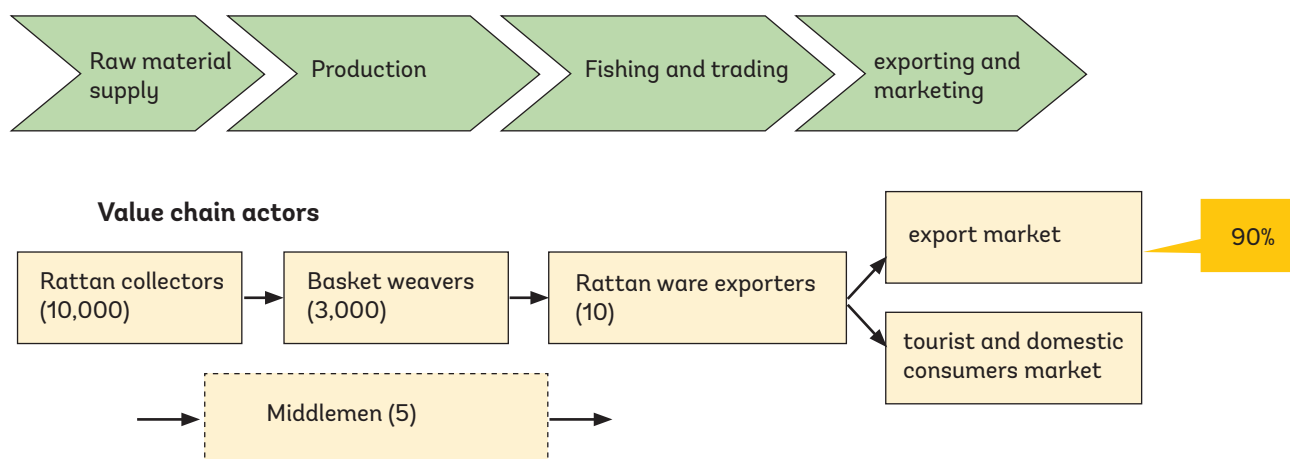 Raw material
supply
Production
Fishing and trading
exporting and
marketing
Value chain actors
Rattan collectors
(10,000)
Basket weavers
(3,000)
Rattan ware exporters
(10)
export market
90%
tourist and domestic
consumers market
Middlemen (5)